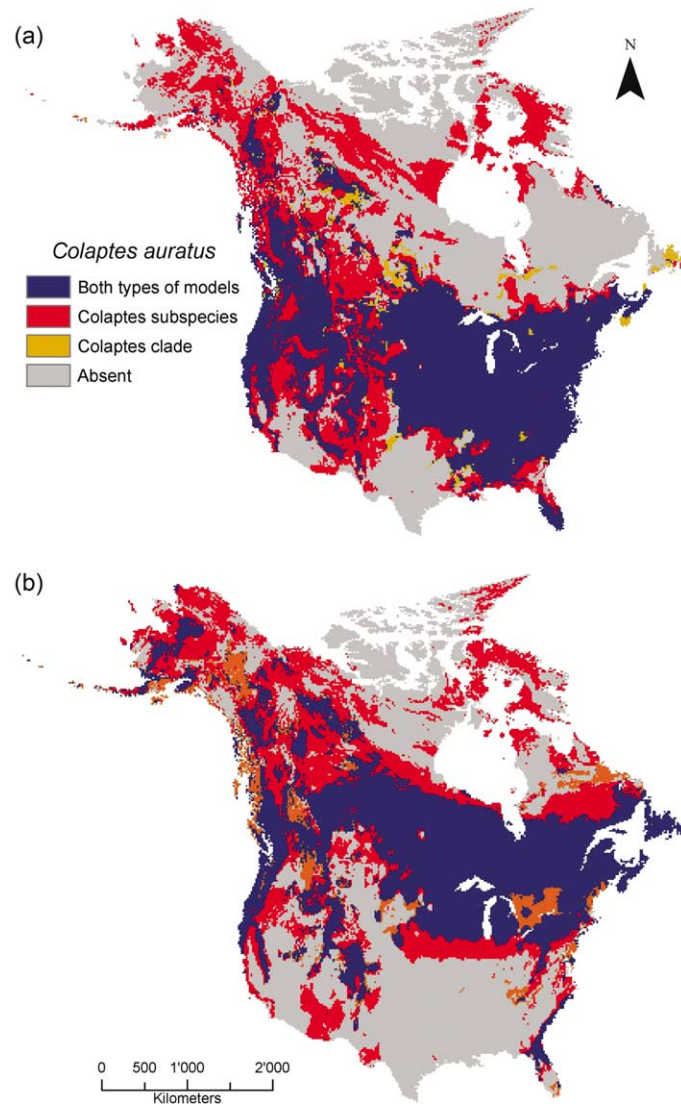 (a)
N
Colaptes auratus
Both types of models
Colaptes subspecies
Colaptes clade
Absent
(b)
0 500 1'000 2'000
Kilometers